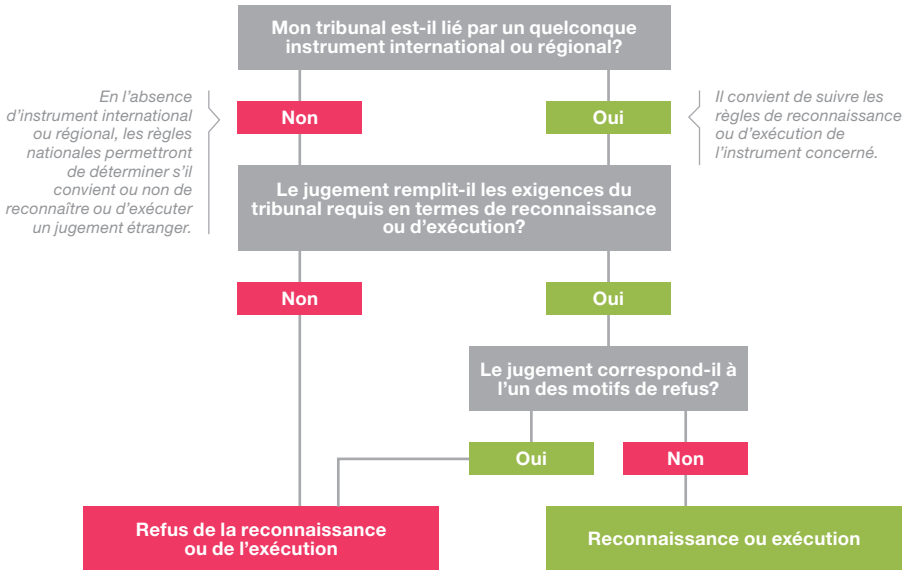 Mon tribunal est-il lié par un quelconque
instrument international ou régional?
En l'absence
d'instrument international
ou régional, les règles
nationales permettront
de déterminer s'il
convient ou non de
reconnaître ou d'exécuter
un jugement étranger.
Non
Oui
Il convient de suivre les
règles de reconnaissance
ou d'exécution de
l'instrument concerné.
Le jugement remplit-il les exigences du
tribunal requis en termes de reconnaissance
ou d'exécution?
Non
Oui
Le jugement correspond-il à
l'un des motifs de refus?
Oui
Non
Refus de la reconnaissance
ou de l'exécution
Reconnaissance ou exécution